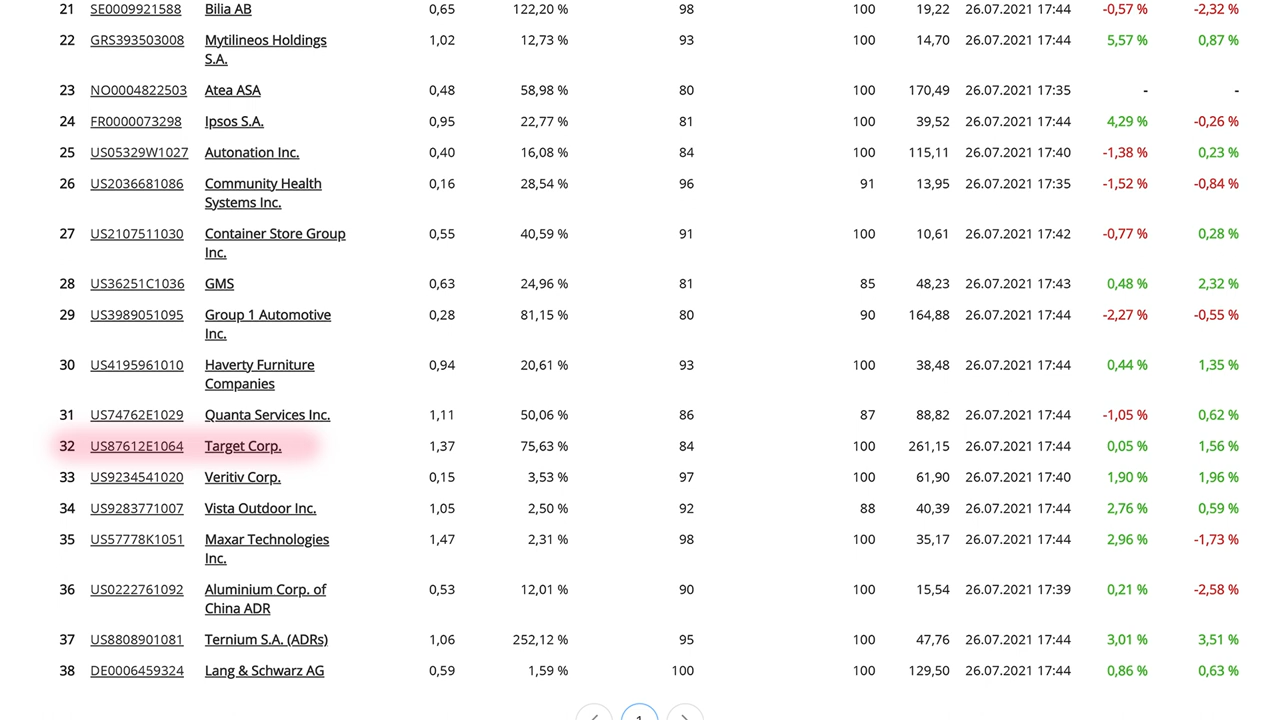 21 SE0009921588 Bilia AB 0,65 122,20 % 98 100 19,22 26.07.2021 17:44 -0,57 % -2,32 %
22 GRS393503008 Mytilineos Holdings 1,02 12,73 % 93 100 14,70 26.07.2021 17:44 5,57 % 0,87 %
S.A.
23 NO0004822503 Atea ASA 0,48 58,98 % 80 100 170,49 26.07.2021 17:35 - -
24 FR0000073298 Ipsos S.A. 0,95 22,77 % 81 100 39,52 26.07.2021 17:44 4,29 % -0,26 %
25 US05329W1027 Autonation Inc. 0,40 16,08 % 84 100 115,11 26.07.2021 17:40 -1,38 % 0,23 %
26 US2036681086 Community Health 0,16 28,54 % 96 91 13,95 26.07.2021 17:35 -1,52 % -0,84 %
Systems Inc.
27 US2107511030 Container Store Group 0,55 40,59 % 91 100 10,61 26.07.2021 17:42 -0,77 % 0,28 %
Inc.
28 US36251C1036 GMS 0,63 24,96 % 81 85 48,23 26.07.2021 17:43 0,48 % 2,32 %
29 US3989051095 Group 1 Automotive 0,28 81,15 % 80 90 164,88 26.07.2021 17:44 -2,27 % -0,55 %
Inc.
30 US4195961010 Haverty Furniture 0,94 20,61 % 93 100 38,48 26.07.2021 17:44 0,44 % 1,35 %
Companies
31 US74762E1029 Quanta Services Inc. 1,11 50,06 % 86 87 88,82 26.07.2021 17:44 -1,05 % 0,62 %
32 US87612E1064 Target Corp. 1,37 75,63 % 84 100 261,15 26.07.2021 17:44 0,05 % 1,56 %
33 US9234541020 Veritiv Corp. 0,15 3,53 % 97 100 61,90 26.07.2021 17:40 1,90 % 1,96 %
34 US9283771007 Vista Outdoor Inc. 1,05 2,50 % 92 88 40,39 26.07.2021 17:44 2,76 % 0,59 %
35 US57778K1051 Maxar Technologies 1,47 2,31 % 98 100 35,17 26.07.2021 17:44 2,96 % -1,73 %
Inc.
36 US0222761092 Aluminium Corp. of 0,53 12,01 % 90 100 15,54 26.07.2021 17:39 0,21 % -2,58 %
China ADR
37 US8808901081 Ternium S.A. (ADRs) 1,06 252,12 % 95 100 47,76 26.07.2021 17:44 3,01 % 3,51 %
38 DE0006459324 Lang & Schwarz AG 0,59 1,59 % 100 100 129,50 26.07.2021 17:44 0,86 % 0,63 %
1